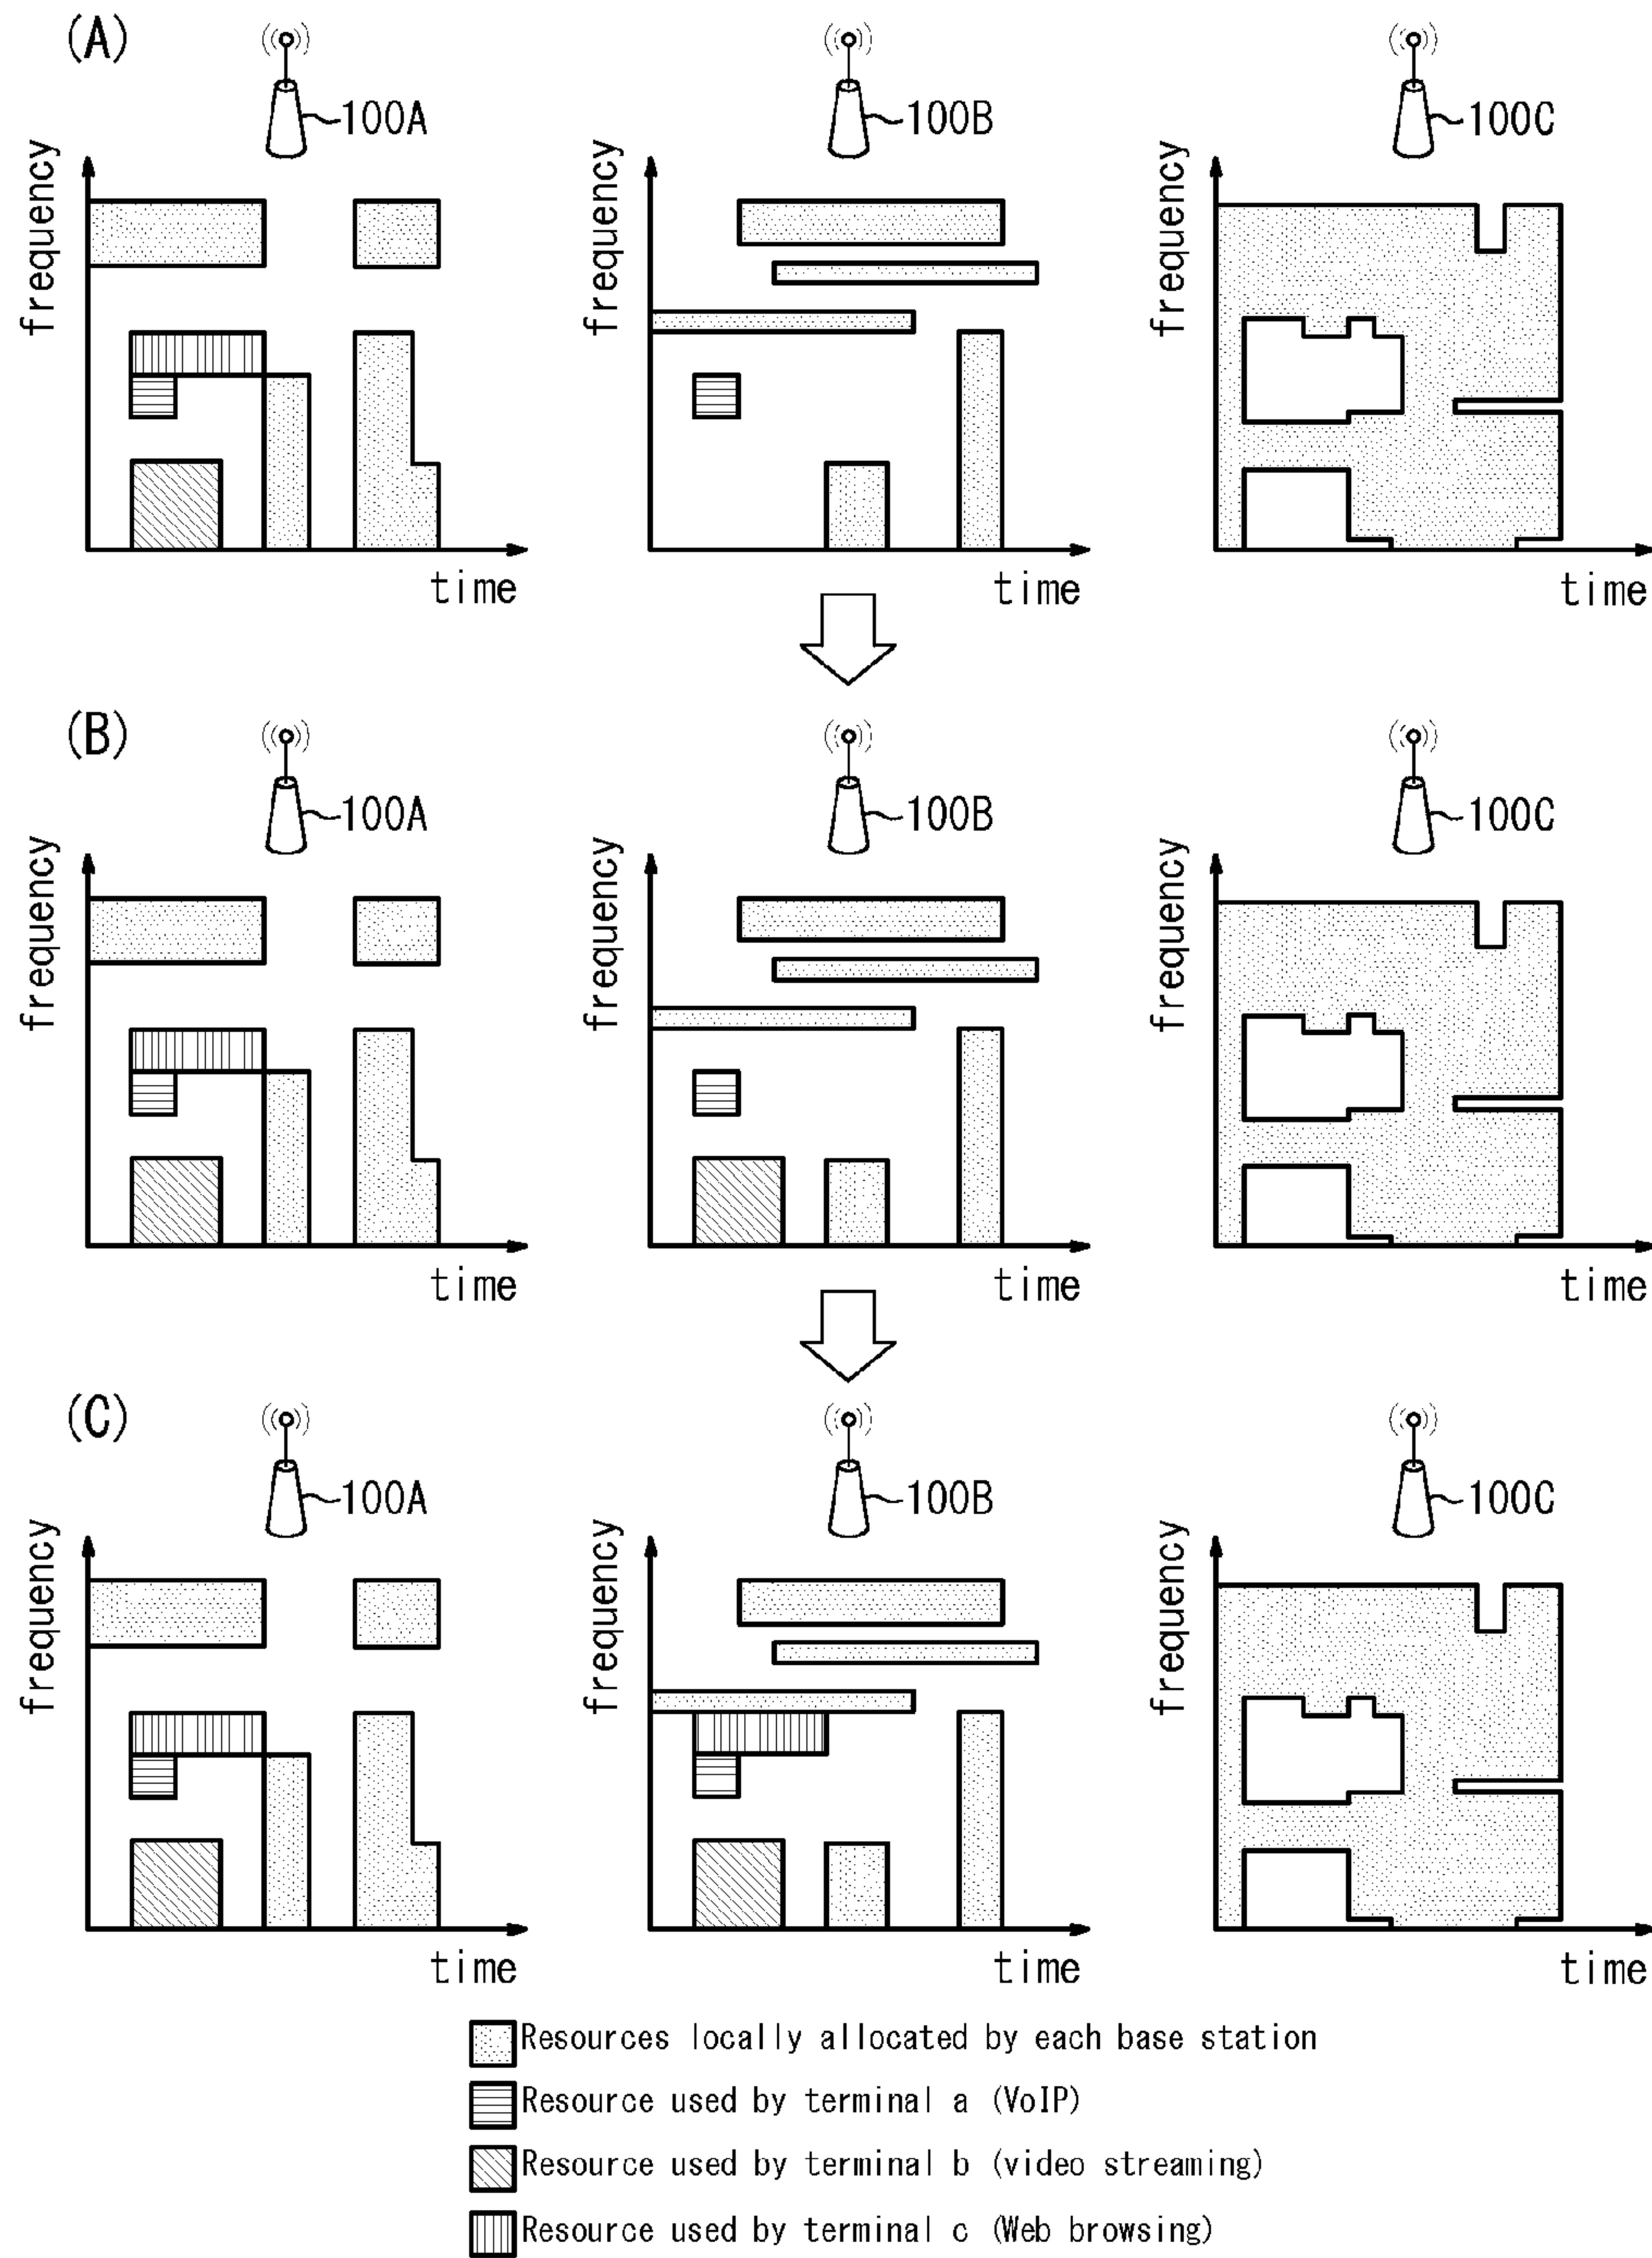 (A)
100A
100B
100C
frequency
frequency
frequency
time
time
time
(B)
100A
100B
100C
frequency
frequency
frequency
time
time
time
(C)
100A
100B
100C
frequency
frequency
frequency
time
time
time
Resources locally allocated by each base station
Resource used by terminal a (VoIP)
Resource used by terminal b (video streaming)
Resource used by terminal c (Web browsing)